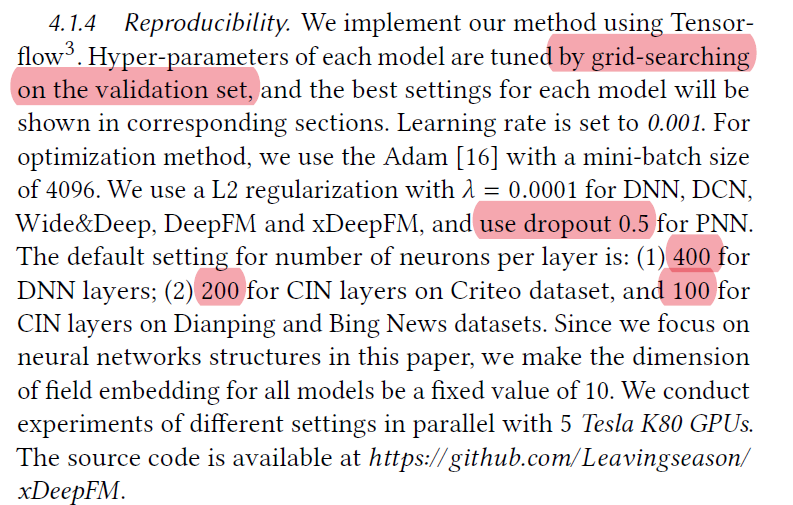 4.1.4 Reproducibility. We implement our method using Tensor-
flow3. Hyper-parameters of each model are tuned by grid-searching
on the validation set, and the best settings for each model will be
shown in corresponding sections. Learning rate is set to 0.001. For
optimization method, we use the Adam [16] with a mini-batch size
of 4096. We use a L2 regularization with λ = 0.0001 for DNN, DCN,
Wide&Deep, DeepFM and xDeepFM, and use dropout 0.5 for PNN.
The default setting for number of neurons per layer is: (1) 400 for
DNN layers; (2) 200 for CIN layers on Criteo dataset, and 100 for
CIN layers on Dianping and Bing News datasets. Since we focus on
neural networks structures in this paper, we make the dimension
of field embedding for all models be a fixed value of 10. We conduct
experiments of different settings in parallel with 5 Tesla K80 GPUs.
The source code is available at https://github.com/Leavingseason/
xDeepFM.